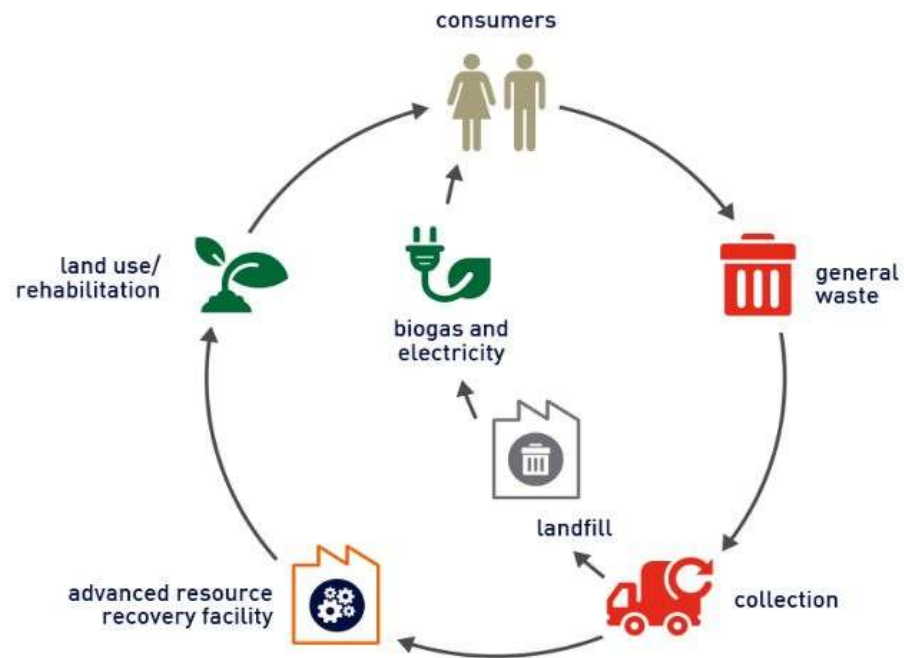 consumers
general
waste
collection
landfill
biogas and
electricity
advanced resource
recovery facility
land use/
rehabilitation